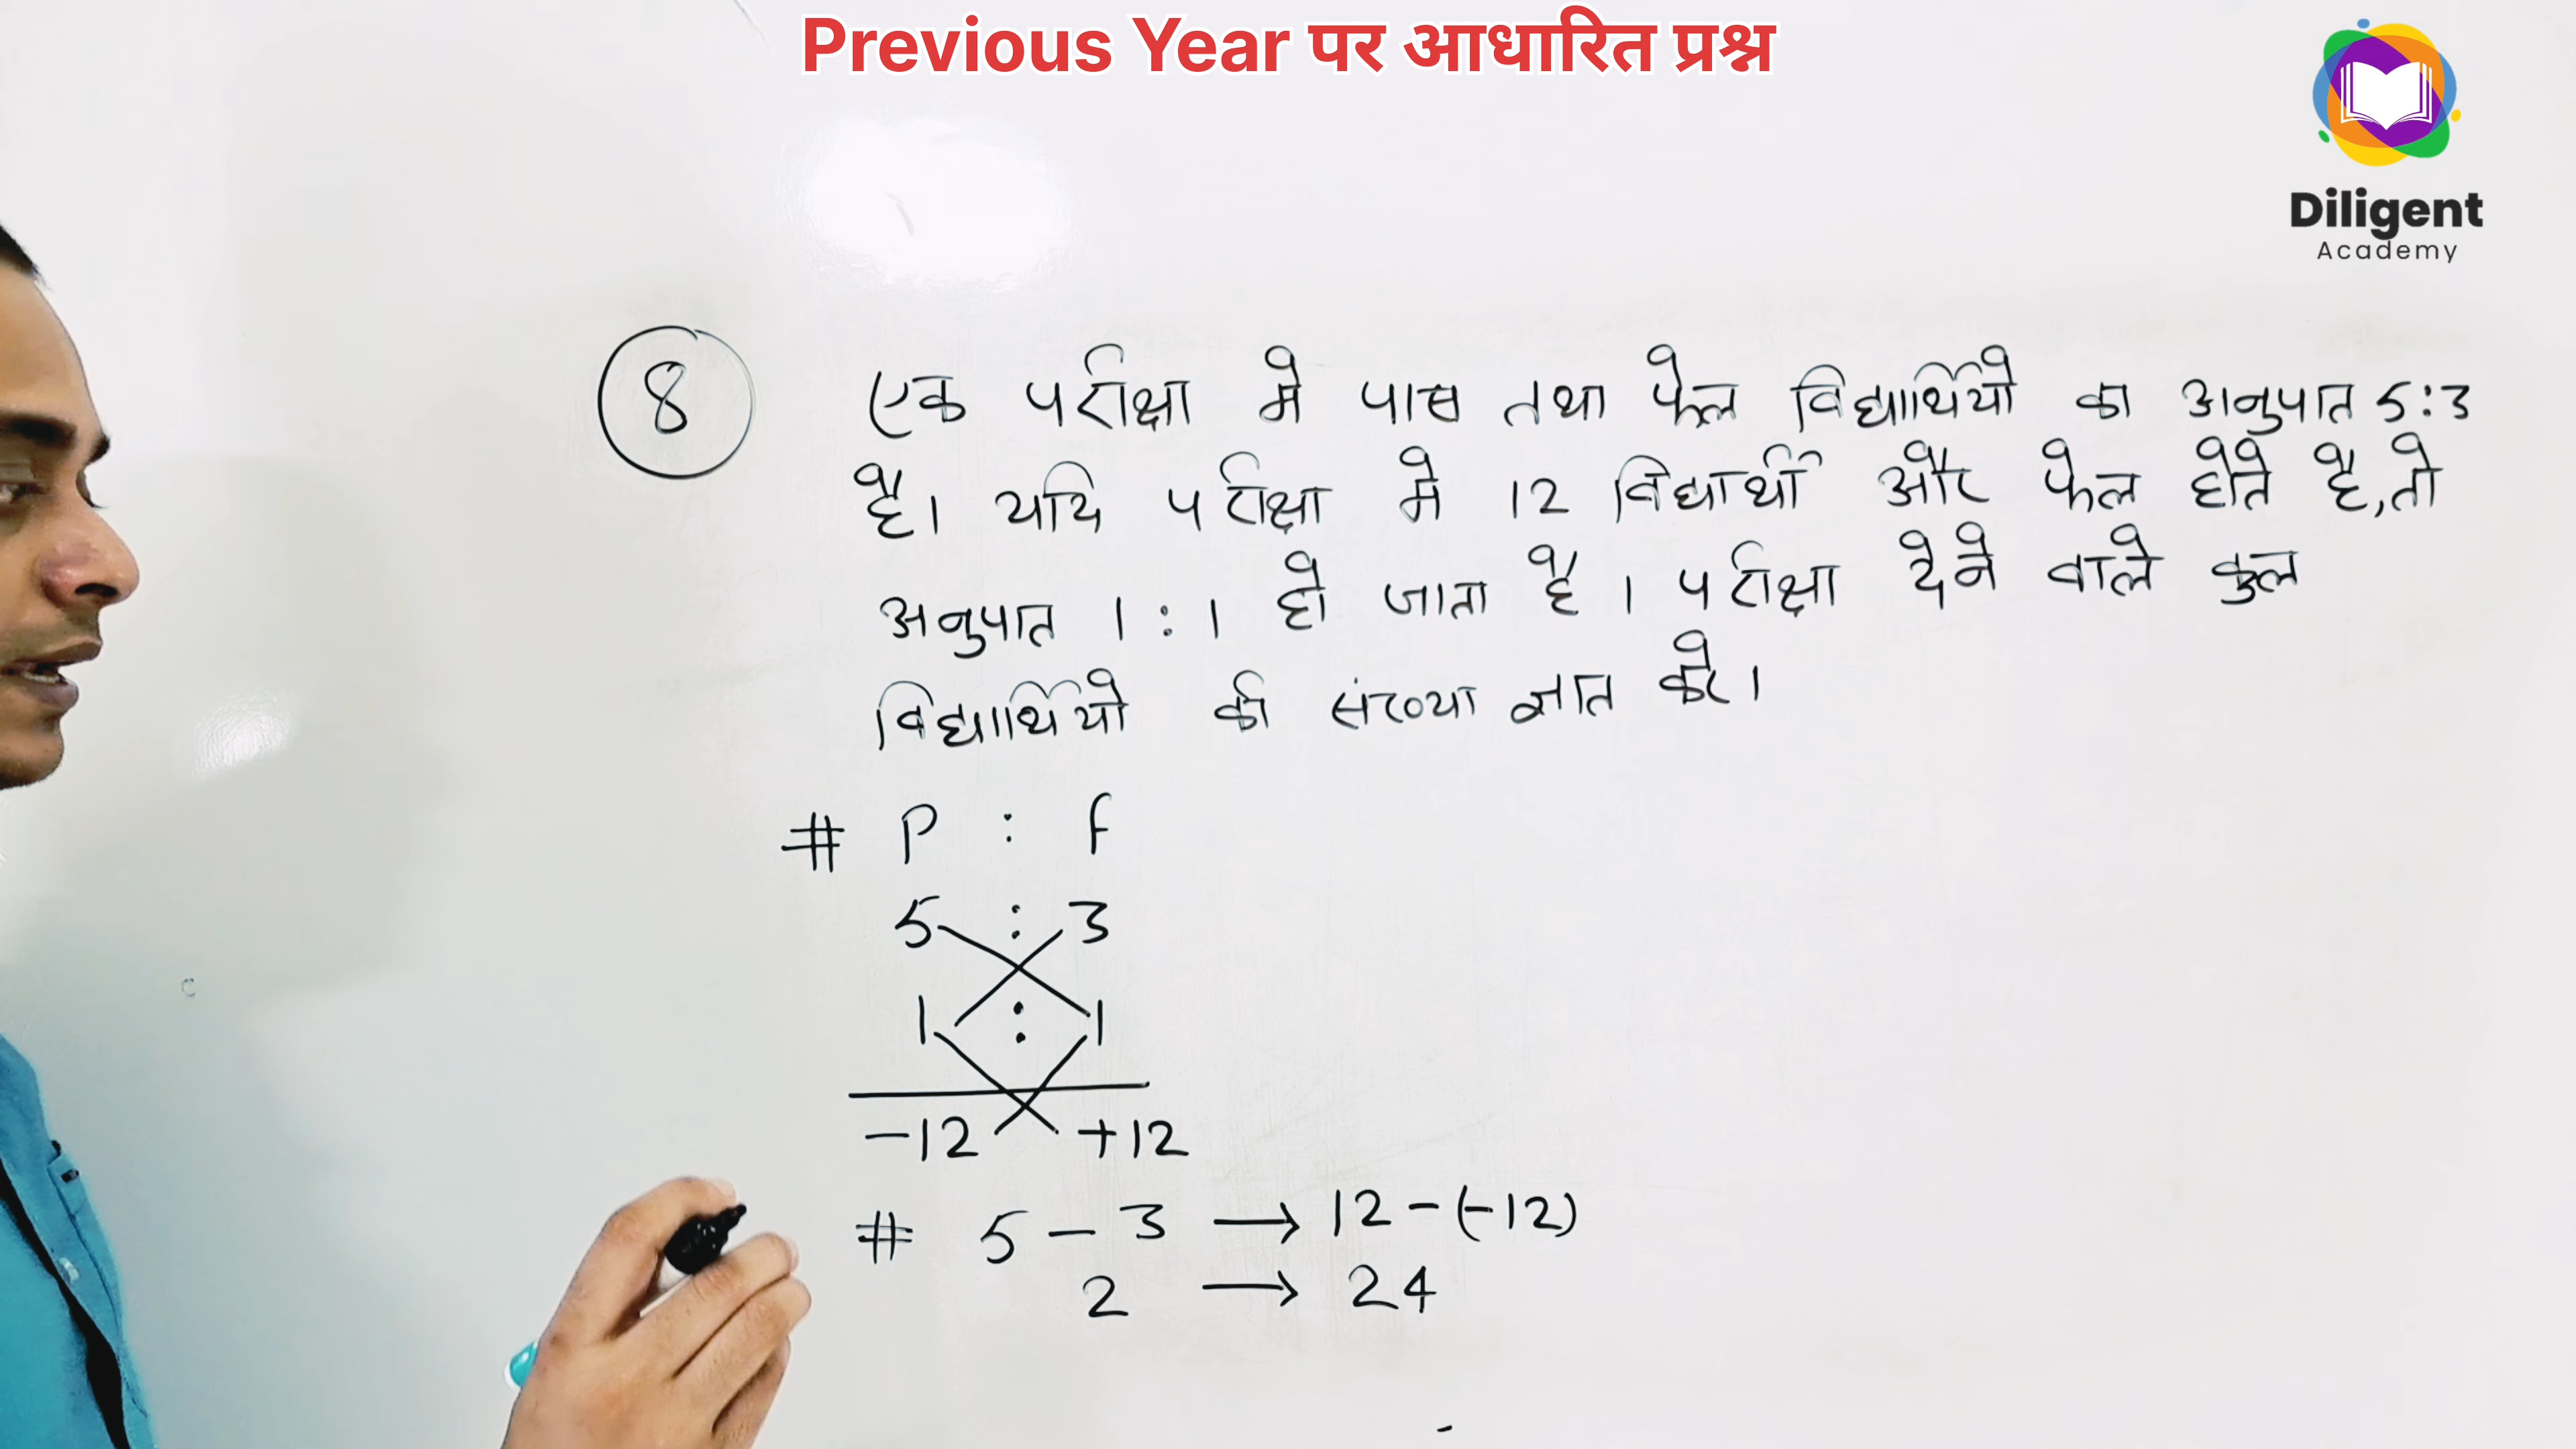 Previous Year पर आधारित प्रश्न
Diligent
Academy
8 एक परीक्षा मे पास तथा फेल विद्यार्थियो का अनुपात 5:3
है। यदि परीक्षा मे 12 विद्यार्थी और फेल होते है, तो
अनुपात 1 : 1 हो जाता है । परीक्षा देने वाले कुल
विद्यार्थियो की संख्या ज्ञात करे।
# P : F
5 : 3
1 : 1
-12 +12
# 5 - 3 → 12 - (-12)
2 → 24